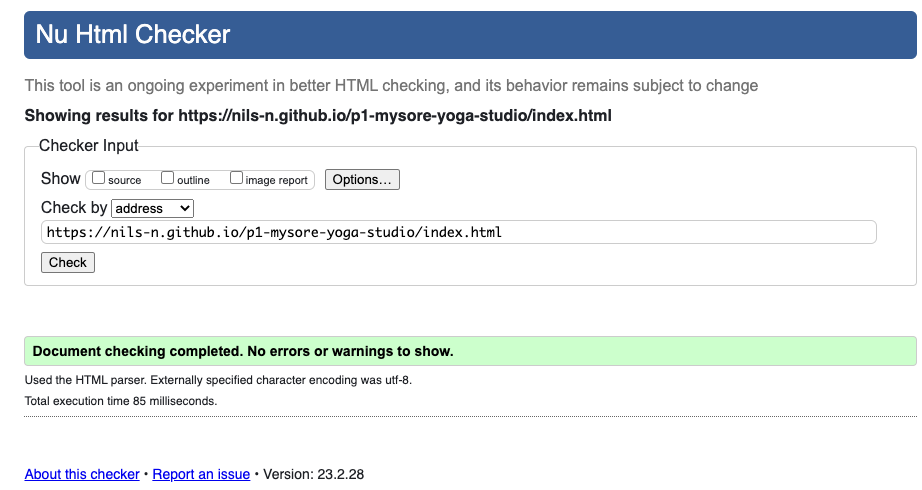 Nu Html Checker
This tool is an ongoing experiment in better HTML checking, and its behavior remains subject to change
Showing results for https://nils-n.github.io/p1-mysore-yoga-studio/index.html
Checker Input
Show source outline image report Options...
Check by address
https://nils-n.github.io/p1-mysore-yoga-studio/index.html
Check
Document checking completed. No errors or warnings to show.
Used the HTML parser. Externally specified character encoding was utf-8.
Total execution time 85 milliseconds.
About this checker • Report an issue • Version: 23.2.28